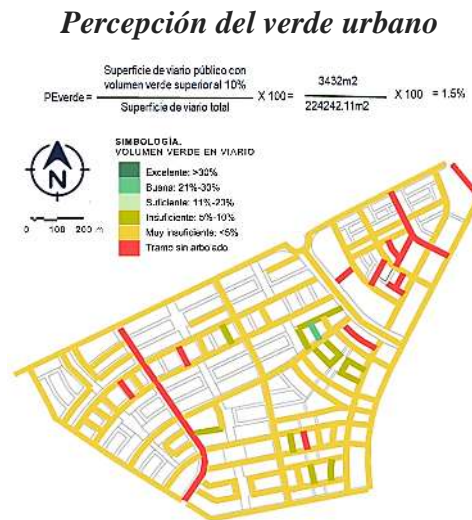 Percepción del verde urbano
PEverde= Superficie de viario público con volumen verde superior al 10% / Superficie de viario total X 100= 3432m2 / 224242.11m2 X 100 = 1.5%
SIMBOLOGÍA.
VOLUMEN VERDE EN VIARIO
Excelente: >30%
Buena: 21%-30%
Suficiente: 11%-20%
Insuficiente: 5%-10%
Muy insuficiente: <5%
Tramo sin arbolado
N
0 100 200 m